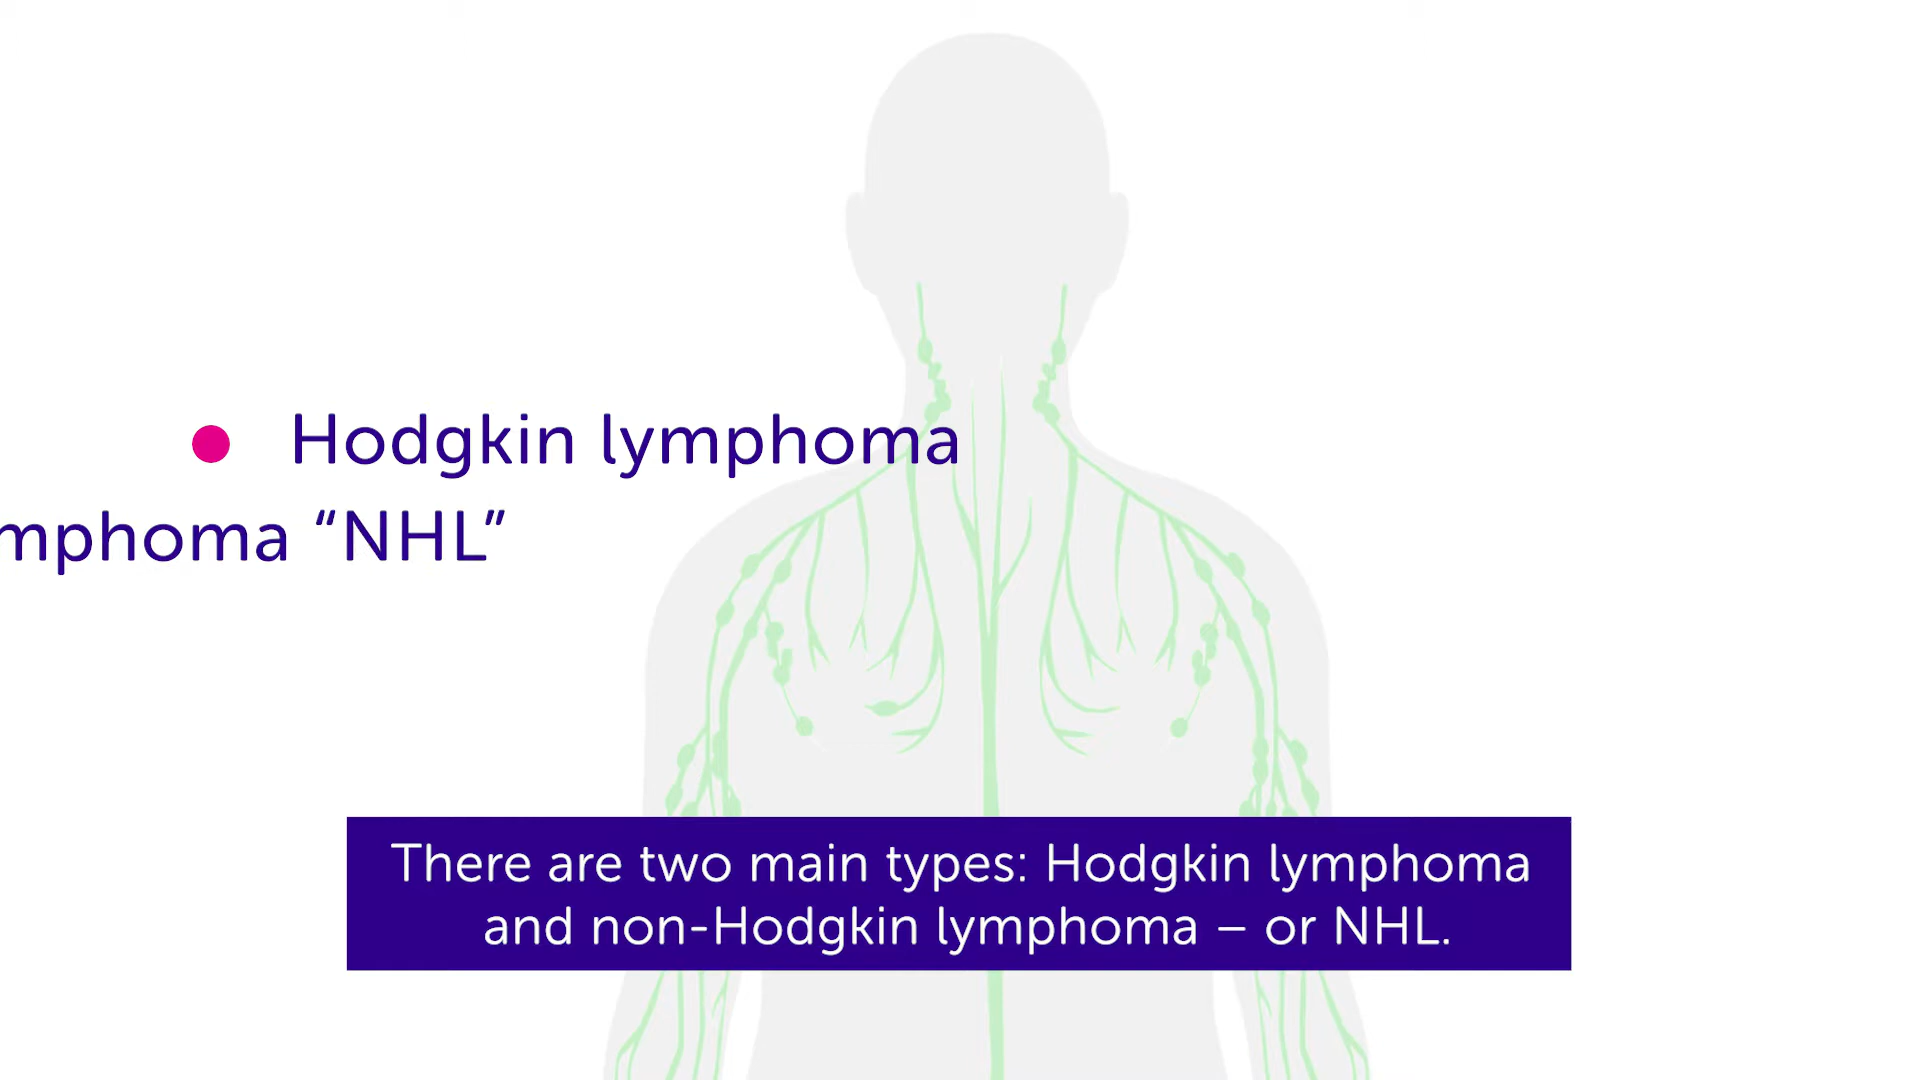 Hodgkin lymphoma
mphoma “NHL”
There are two main types: Hodgkin lymphoma
and non-Hodgkin lymphoma – or NHL.